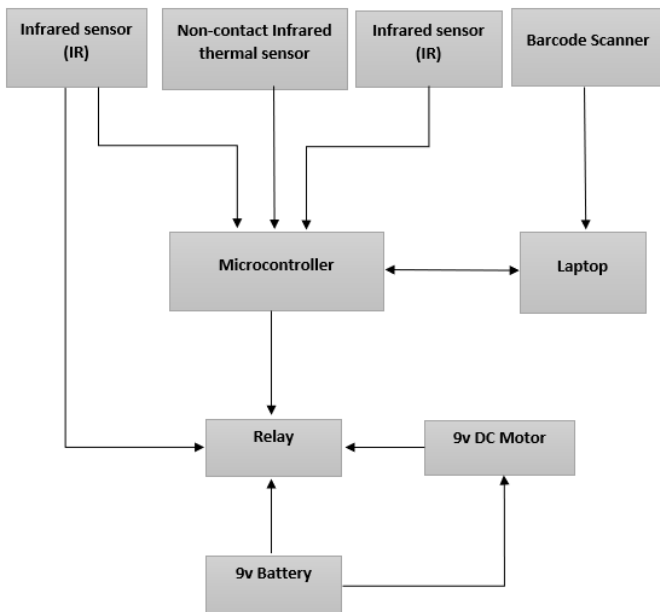 Infrared sensor
(IR)
Non-contact Infrared
thermal sensor
Infrared sensor
(IR)
Barcode Scanner
Microcontroller
Laptop
Relay
9v DC Motor
9v Battery